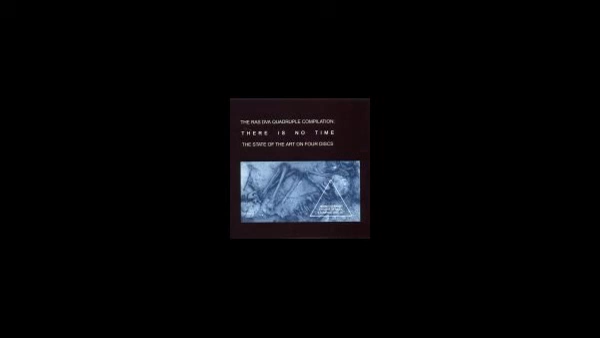 THE RAS DVA QUADRUPLE COMPILATION:
THERE IS NO TIME
THE STATE OF THE ART ON FOUR DISCS